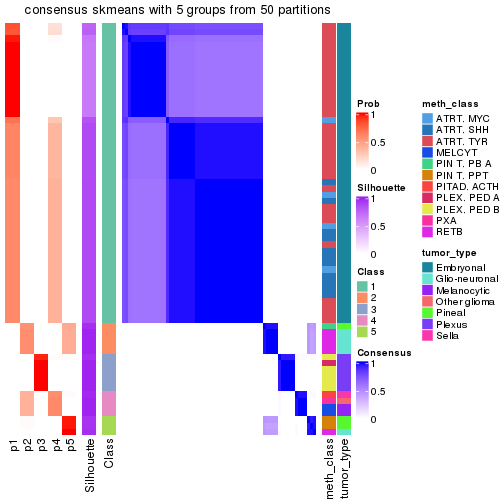 consensus skmeans with 5 groups from 50 partitions
Prob
1
0.5
0
Silhouette
1
0.5
0
Class
1
2
3
4
5
Consensus
1
0.5
0
meth_class
ATRT. MYC
ATRT. SHH
ATRT. TYR
MELCYT
PIN T. PB A
PIN T. PPT
PITAD. ACTH
PLEX. PED A
PLEX. PED B
PXA
RETB
tumor_type
Embryonal
Glio-neuronal
Melanocytic
Other glioma
Pineal
Plexus
Sella
p1
p2
p3
p4
p5
Silhouette
Class
meth_class
tumor_type